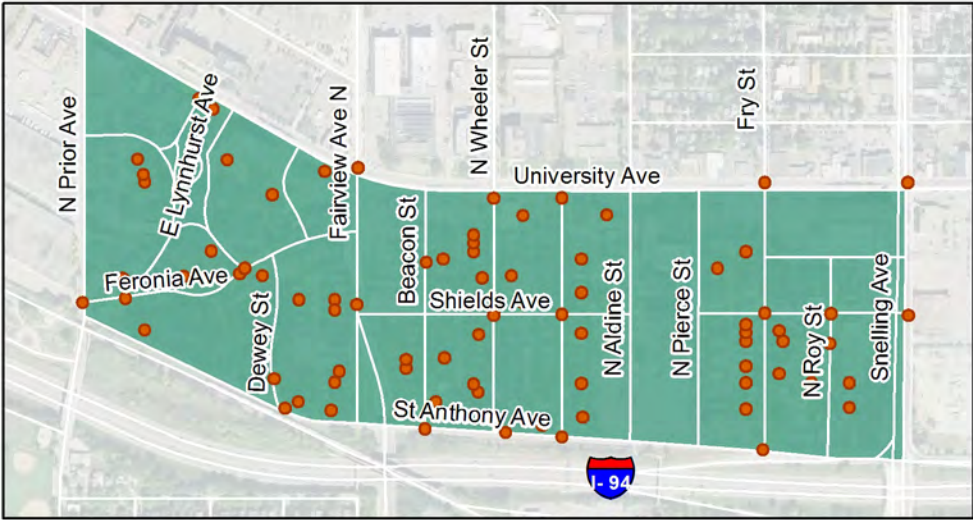 N Prior Ave
E Lynnhurst Ave
Fairview Ave N
N Wheeler St
Fry St
University Ave
Beacon St
Feronia Ave
Shields Ave
Dewey St
N Aldine St
N Pierce St
N Roy St
Snelling Ave
St Anthony Ave
I- 94